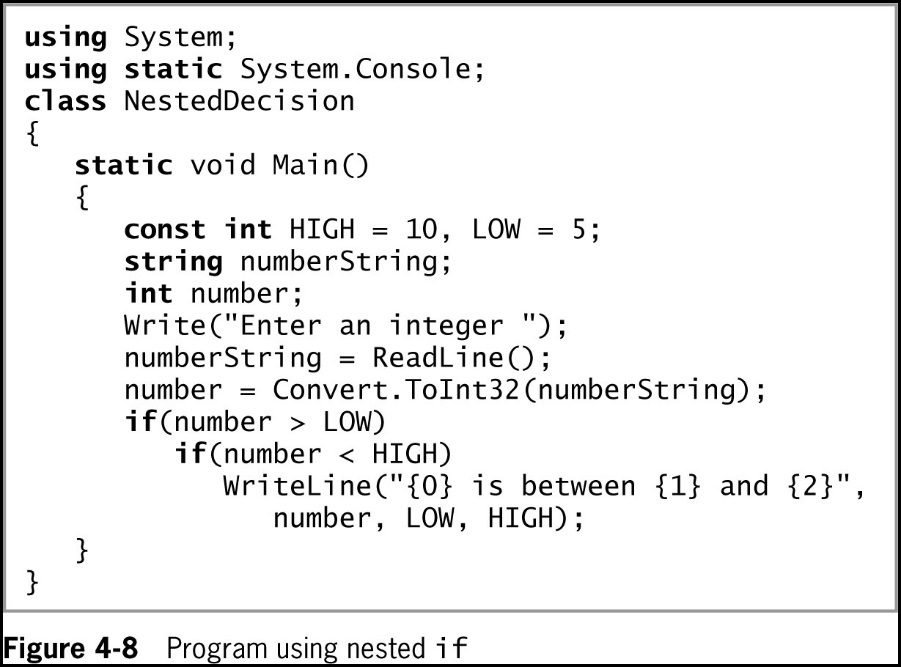 using System;
using static System.Console;
class NestedDecision
{
   static void Main()
   {
      const int HIGH = 10, LOW = 5;
      string numberString;
      int number;
      Write("Enter an integer ");
      numberString = ReadLine();
      number = Convert.ToInt32(numberString);
      if(number > LOW)
         if(number < HIGH)
            WriteLine("{0} is between {1} and {2}",
               number, LOW, HIGH);
   }
}
Figure 4-8 Program using nested if